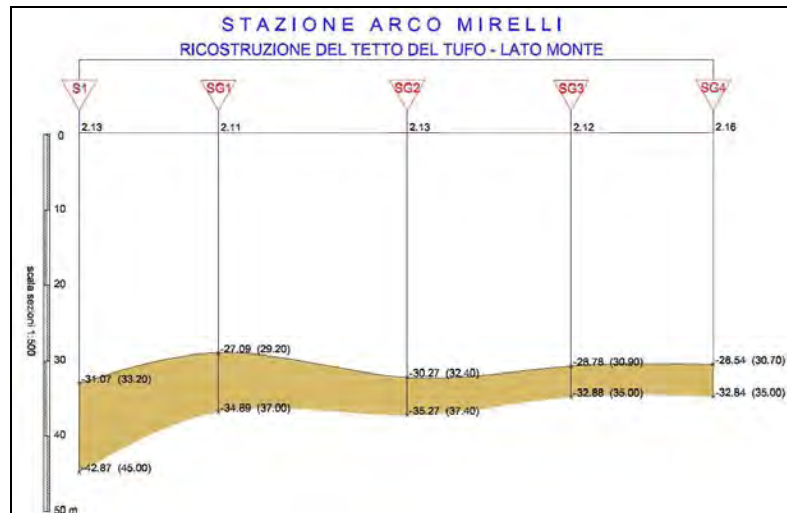 STAZIONE ARCO MIRELLI
RICOSTRUZIONE DEL TETTO DEL TUFO - LATO MONTE
S1 SG1 SG2 SG3 SG4
2.13 2.11 2.13 2.12 2.16
0
10
20
scala sezioni 1:500
30
40
50 m
-27.09 (29.20)
-31.07 (33.20)
-30.27 (32.40)
-28.78 (30.90)
-28.54 (30.70)
-34.89 (37.00)
-35.27 (37.40)
-32.88 (35.00)
-32.84 (35.00)
-42.87 (45.00)